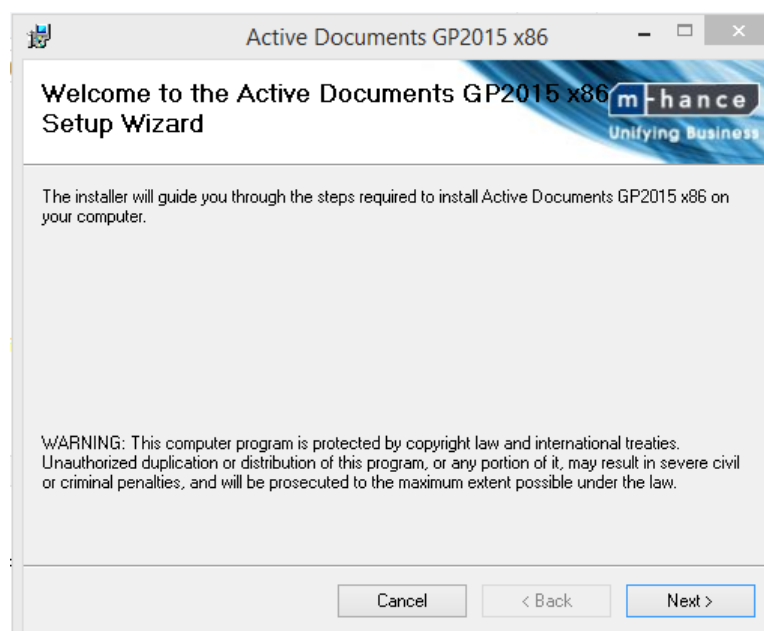 Active Documents GP2015 x86
Welcome to the Active Documents GP2015 x86
Setup Wizard
m-hance
Unifying Business
The installer will guide you through the steps required to install Active Documents GP2015 x86 on
your computer.
WARNING: This computer program is protected by copyright law and international treaties.
Unauthorized duplication or distribution of this program, or any portion of it, may result in severe civil
or criminal penalties, and will be prosecuted to the maximum extent possible under the law.
Cancel
< Back
Next >